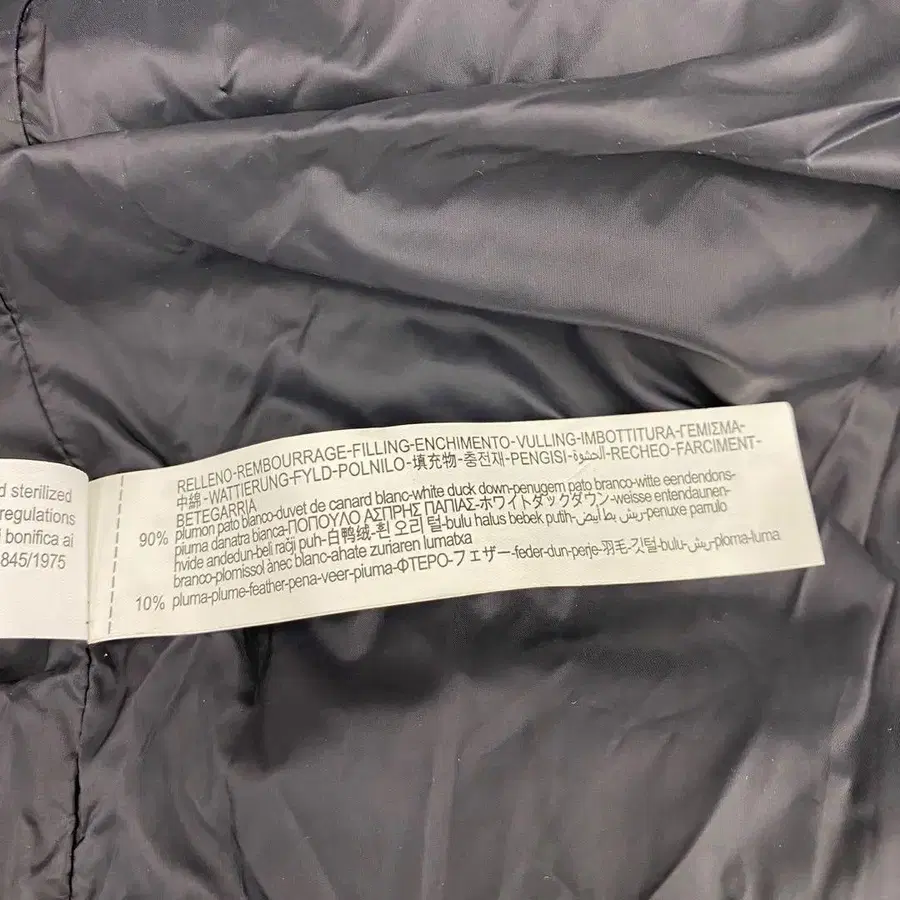 d sterilized
regulations
bonifica ai
845/1975
RELLENO-REMBOURRAGE-FILLING-ENCHIMENTO-VULLING-IMBOTTITURA-ΓΕΜΙΣΜΑ-
中綿-WATTIERUNG-FYLD-POLNILO-填充物-충전재-PENGISI-الحشوة-RECHEO-FARCIMENT-
BETEGARRIA
90% plumon pato blanco-duvet de canard blanc-white duck down-penugem pato branco-witte eendendons-
piuma danatra bianca-ΠΟΠΟΥΛΟ ΑΣΠΡΗΣ ΠΑΠΙΑΣ-ホワイトダックダウン-weisse entendaunen-
hvide andedun-beli račji puh-白鸭绒-흰 오리 털-bulu halus bebek putih-ريش بط أبيض-penuxe parrulo
branco-plomissol ànec blanc-ahate zuriaren lumatxa
10% pluma-plume-feather-pena-veer-piuma-ΦΤΕΡΟ-フェザー-feder-dun-perje-羽毛-깃털-bulu-ريش-ploma-luma